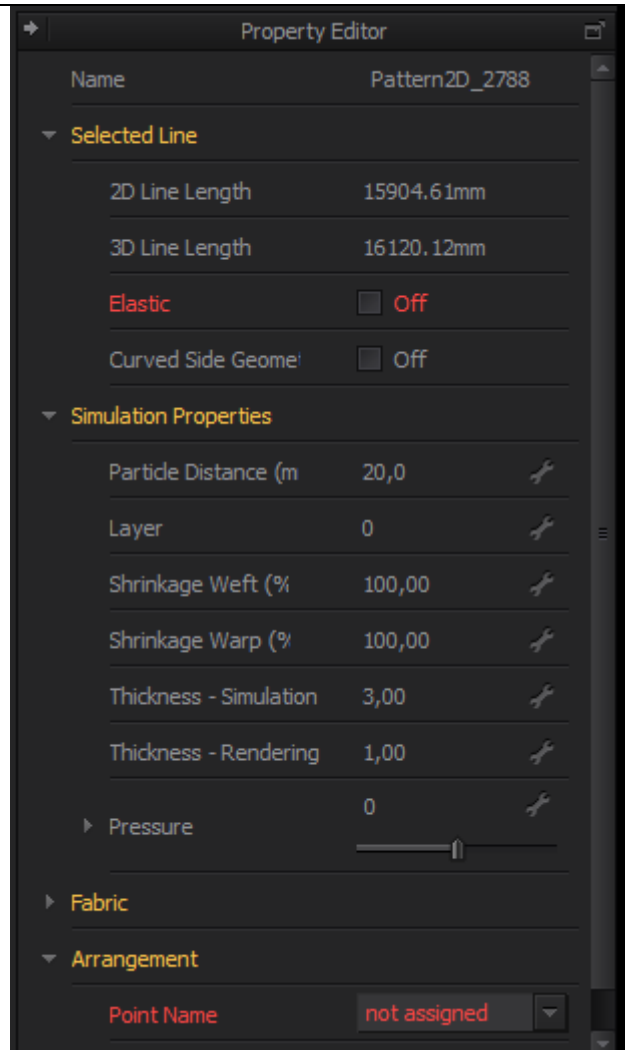 Property Editor
Name Pattern2D_2788
Selected Line
2D Line Length 15904.61mm
3D Line Length 16120.12mm
Elastic Off
Curved Side Geome
Off
Simulation Properties
Particle Distance (m 20,0
Layer 0
Shrinkage Weft (% 100,00
Shrinkage Warp (% 100,00
Thickness - Simulation 3,00
Thickness - Rendering 1,00
Pressure 0
Fabric
Arrangement
Point Name not assigned